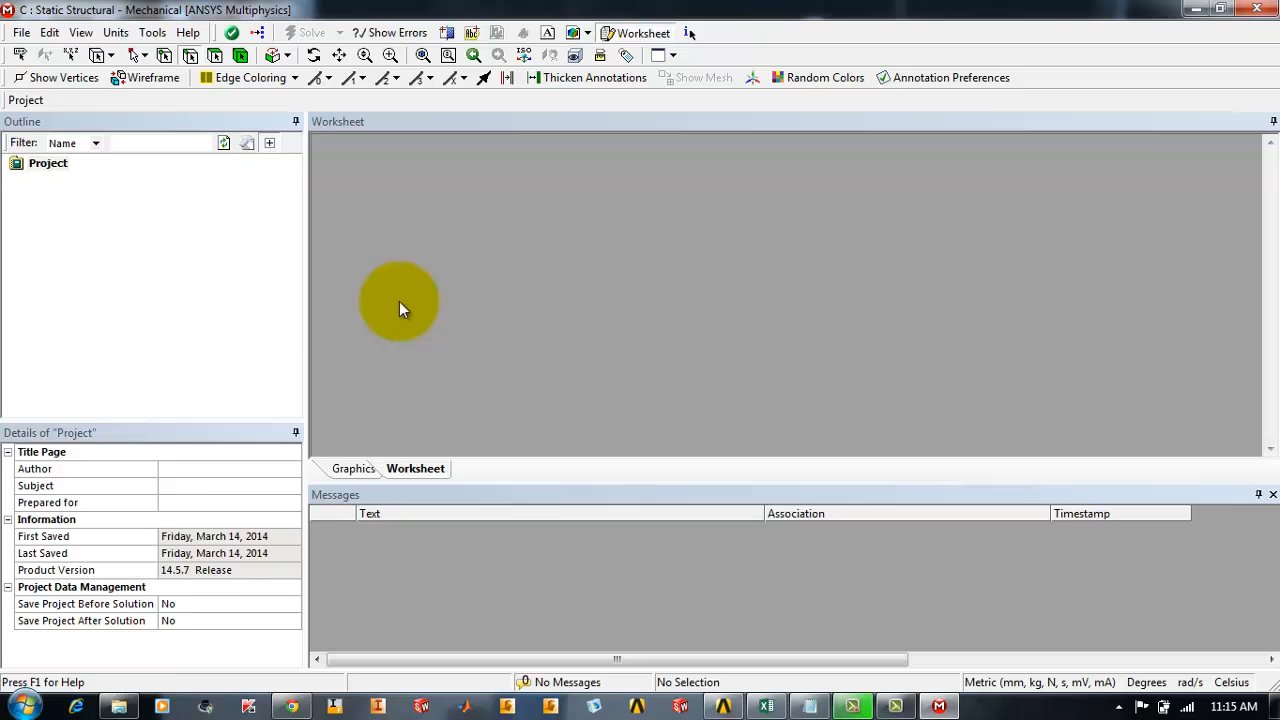 C : Static Structural - Mechanical [ANSYS Multiphysics]
File Edit View Units Tools Help Solve ?/ Show Errors A Worksheet i
ISO
Show Vertices Wireframe Edge Coloring Thicken Annotations Show Mesh Random Colors Annotation Preferences
Project
Outline
Filter: Name
Project
Worksheet
Graphics Worksheet
Details of "Project"
Title Page
Author
Subject
Prepared for
Information
First Saved Friday, March 14, 2014
Last Saved Friday, March 14, 2014
Product Version 14.5.7 Release
Project Data Management
Save Project Before Solution No
Save Project After Solution No
Messages
Text Association Timestamp
Press F1 for Help 0 No Messages No Selection Metric (mm, kg, N, s, mV, mA) Degrees rad/s Celsius
11:15 AM